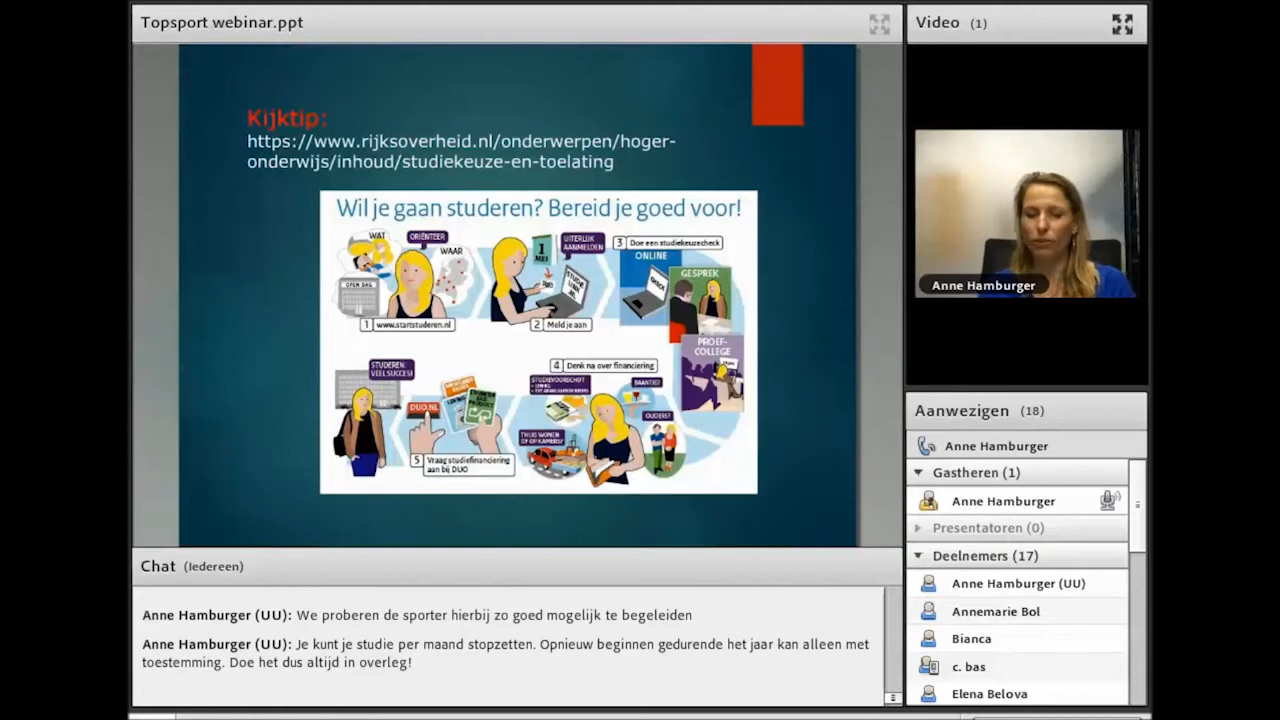 Topsport webinar.ppt
Kijktip:
https://www.rijksoverheid.nl/onderwerpen/hoger-
onderwijs/inhoud/studiekeuze-en-toelating
Wil je gaan studeren? Bereid je goed voor!
WAT
ORIËNTEER
WAAR
OPEN DAG
1 www.startstuderen.nl
1 MEI
UITERLIJK
AANMELDEN
STUDIE
LINK
2 Meld je aan
3 Doe een studiekeuzecheck
ONLINE
CHECK
GESPREK
PROEF-
COLLEGE
4 Denk na over financiering
STUDIEVOORSCHOT
BAANTJE?
OUDERS?
THUIS WONEN
OF OP KAMERS?
DUO.NL
5 Vraag studiefinanciering
aan bij DUO
STUDEREN.
VEEL SUCCES!
Chat (Iedereen)
Anne Hamburger (UU): We proberen de sporter hierbij zo goed mogelijk te begeleiden
Anne Hamburger (UU): Je kunt je studie per maand stopzetten. Opnieuw beginnen gedurende het jaar kan alleen met
toestemming. Doe het dus altijd in overleg!
Video (1)
Anne Hamburger
Aanwezigen (18)
Anne Hamburger
Gastheren (1)
Anne Hamburger
Presentatoren (0)
Deelnemers (17)
Anne Hamburger (UU)
Annemarie Bol
Bianca
c. bas
Elena Belova